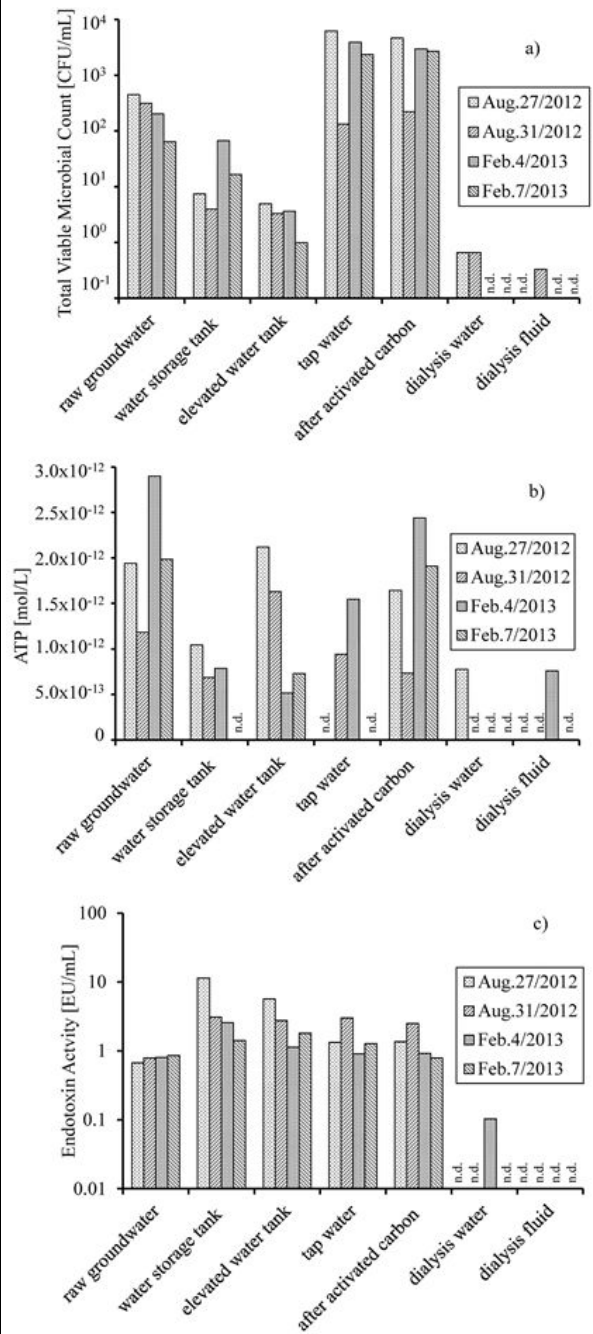 Total Viable Microbial Count [CFU/mL]
10⁴
10³
10²
10¹
10⁰
10⁻¹
a)
Aug.27/2012
Aug.31/2012
Feb.4/2013
Feb.7/2013
n.d.
n.d.
n.d.
n.d.
n.d.
raw groundwater
water storage tank
elevated water tank
tap water
after activated carbon
dialysis water
dialysis fluid
ATP [mol/L]
3.0x10⁻¹²
2.5x10⁻¹²
2.0x10⁻¹²
1.5x10⁻¹²
1.0x10⁻¹²
5.0x10⁻¹³
0
b)
Aug.27/2012
Aug.31/2012
Feb.4/2013
Feb.7/2013
n.d.
n.d.
n.d.
n.d.
n.d.
n.d.
n.d.
n.d.
n.d.
raw groundwater
water storage tank
elevated water tank
tap water
after activated carbon
dialysis water
dialysis fluid
Endotoxin Actvity [EU/mL]
100
10
1
0.1
0.01
c)
Aug.27/2012
Aug.31/2012
Feb.4/2013
Feb.7/2013
n.d.
n.d.
n.d.
n.d.
n.d.
n.d.
n.d.
raw groundwater
water storage tank
elevated water tank
tap water
after activated carbon
dialysis water
dialysis fluid